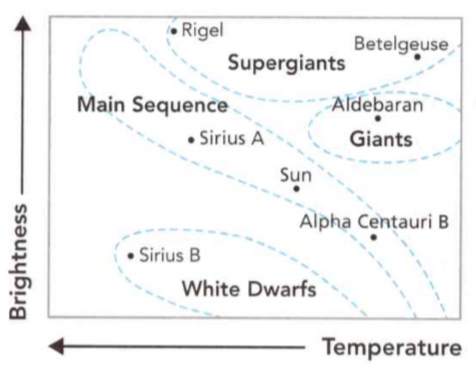 Rigel
Betelgeuse
Supergiants
Main Sequence
Aldebaran
Giants
Sirius A
Sun
Alpha Centauri B
Sirius B
White Dwarfs
Brightness
Temperature